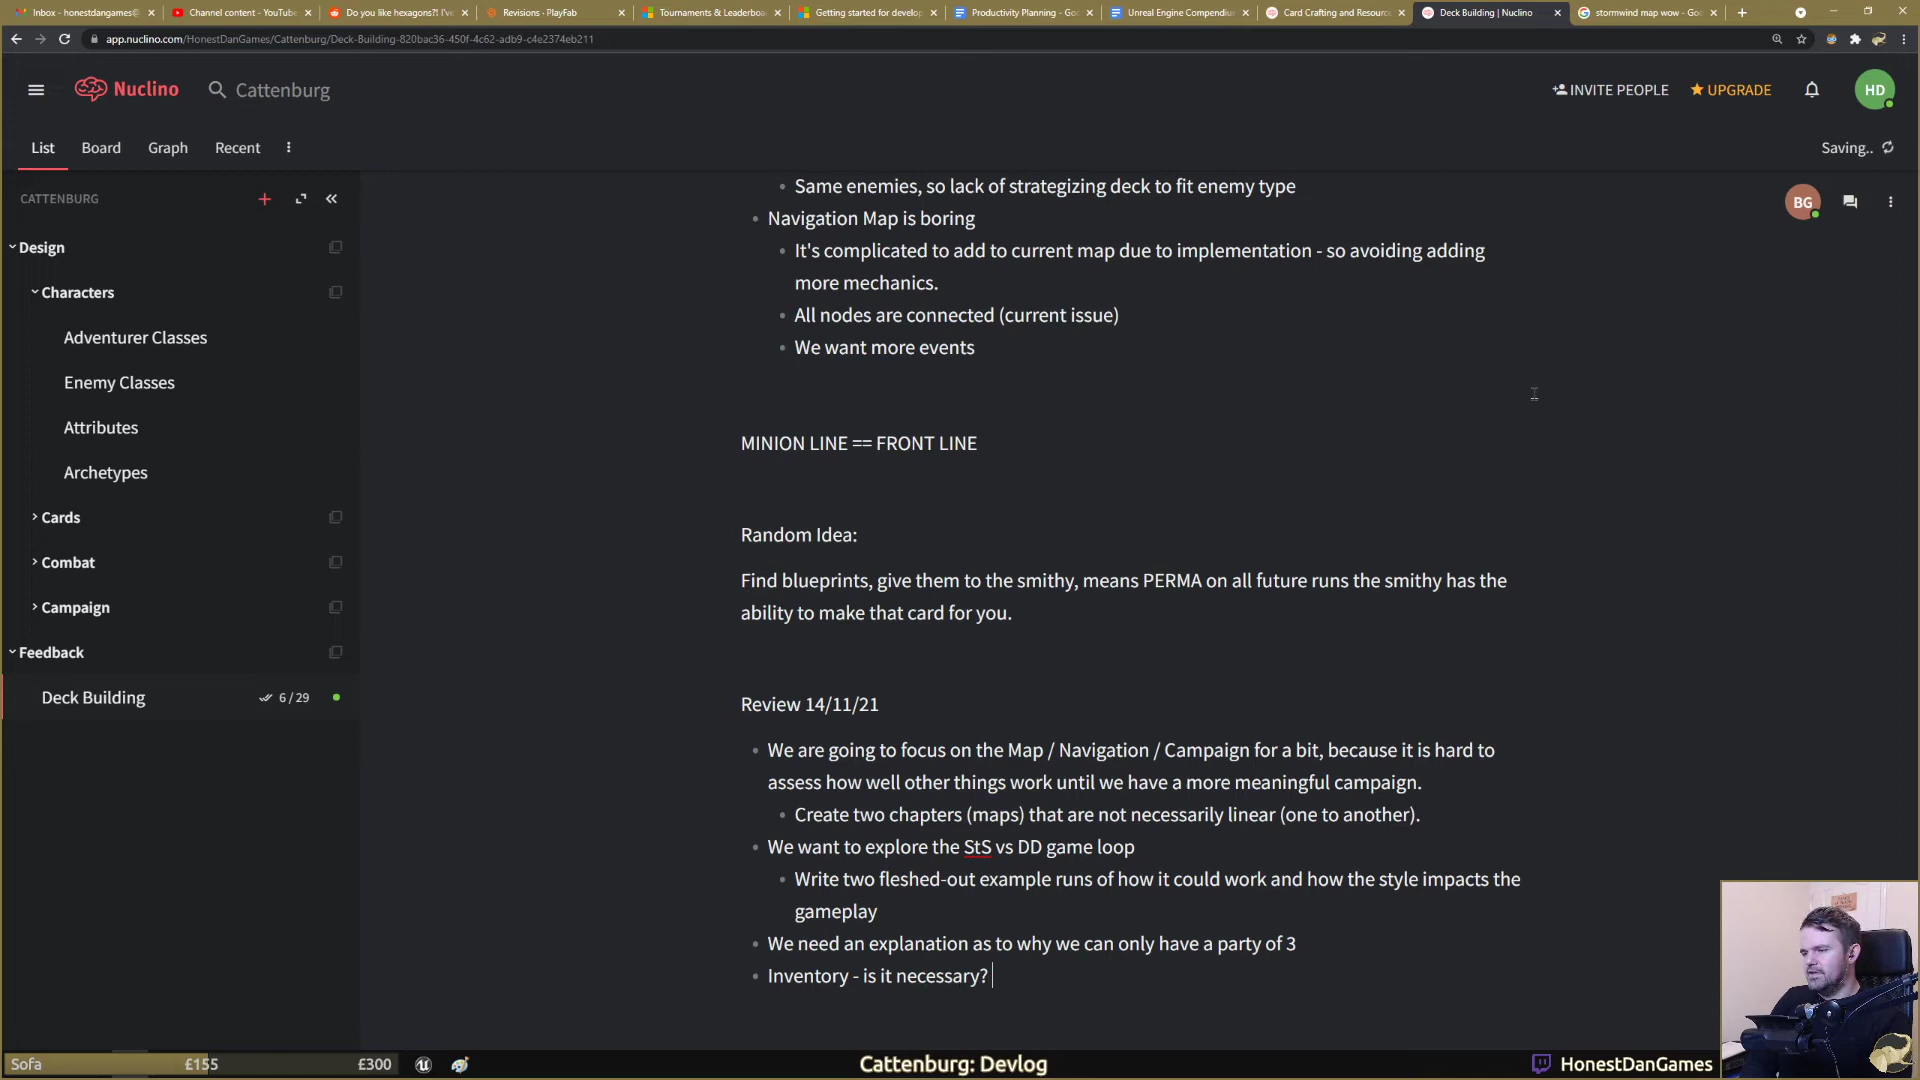 Inbox - honestdangames@
Channel content - YouTube
Do you like hexagons?! I've
Revisions - PlayFab
Tournaments & Leaderboa
Getting started for develop
Productivity Planning - Goo
Unreal Engine Compendiu
Card Crafting and Resourc
Deck Building | Nuclino
stormwind map wow - Goo
app.nuclino.com/HonestDanGames/Cattenburg/Deck-Building-820bac36-450f-4c62-adb9-c4e2374eb211
Nuclino
Cattenburg
INVITE PEOPLE
UPGRADE
HD
List
Board
Graph
Recent
Saving..
CATTENBURG
BG
Design
Characters
Adventurer Classes
Enemy Classes
Attributes
Archetypes
Cards
Combat
Campaign
Feedback
Deck Building
6 / 29
Same enemies, so lack of strategizing deck to fit enemy type
Navigation Map is boring
It's complicated to add to current map due to implementation - so avoiding adding
more mechanics.
All nodes are connected (current issue)
We want more events
MINION LINE == FRONT LINE
Random Idea:
Find blueprints, give them to the smithy, means PERMA on all future runs the smithy has the
ability to make that card for you.
Review 14/11/21
We are going to focus on the Map / Navigation / Campaign for a bit, because it is hard to
assess how well other things work until we have a more meaningful campaign.
Create two chapters (maps) that are not necessarily linear (one to another).
We want to explore the StS vs DD game loop
Write two fleshed-out example runs of how it could work and how the style impacts the
gameplay
We need an explanation as to why we can only have a party of 3
Inventory - is it necessary?
Sofa
£155
£300
Cattenburg: Devlog
HonestDanGames